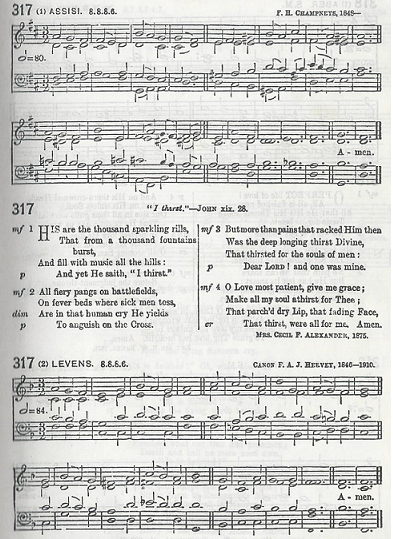 317 (1) ASSISI. 8.8.8.6. F. H. CHAMPNEYS, 1848—
=80.
A - men.
317 "I thirst."—JOHN xix. 28.
mf 1 HIS are the thousand sparkling rills,
That from a thousand fountains
burst,
And fill with music all the hills:
p And yet He saith, "I thirst."
mf 2 All fiery pangs on battlefields,
On fever beds where sick men toss,
dim Are in that human cry He yields
p To anguish on the Cross.
mf 3 But more than pains that racked Him then
Was the deep longing thirst Divine,
That thirsted for the souls of men:
p Dear Lord! and one was mine.
mf 4 O Love most patient, give me grace;
Make all my soul athirst for Thee;
That parch'd dry Lip, that fading Face,
cr That thirst, were all for me. Amen.
MRS. CECIL F. ALEXANDER, 1875.
317 (2) LEVENS. 8.8.8.6. CANON F. A. J. HERVEY, 1846-1910.
=84.
A - men.